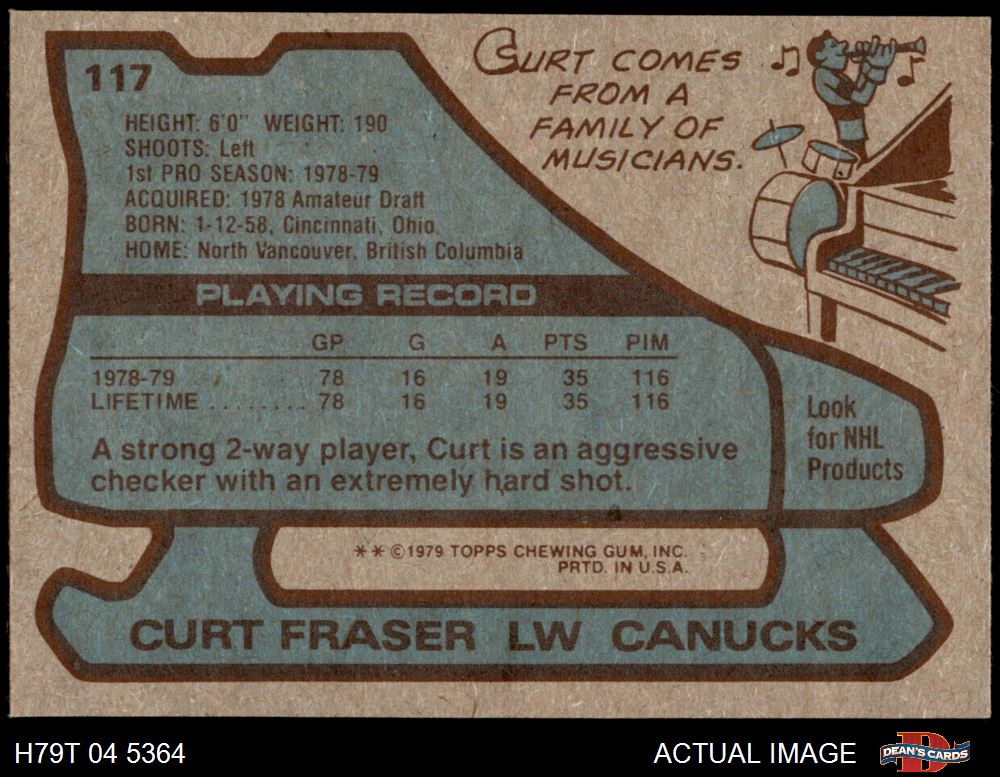 117
HEIGHT: 6'0" WEIGHT: 190
SHOOTS: Left
1st PRO SEASON: 1978-79
ACQUIRED: 1978 Amateur Draft
BORN: 1-12-58, Cincinnati, Ohio
HOME: North Vancouver, British Columbia
CURT COMES
FROM A
FAMILY OF
MUSICIANS.
PLAYING RECORD
GP G A PTS PIM
1978-79 78 16 19 35 116
LIFETIME ........ 78 16 19 35 116
A strong 2-way player, Curt is an aggressive
checker with an extremely hard shot.
Look
for NHL
Products
** ©1979 TOPPS CHEWING GUM, INC.
PRTD. IN U.S.A.
CURT FRASER LW CANUCKS
H79T 04 5364
ACTUAL IMAGE
D
DEAN'S CARDS